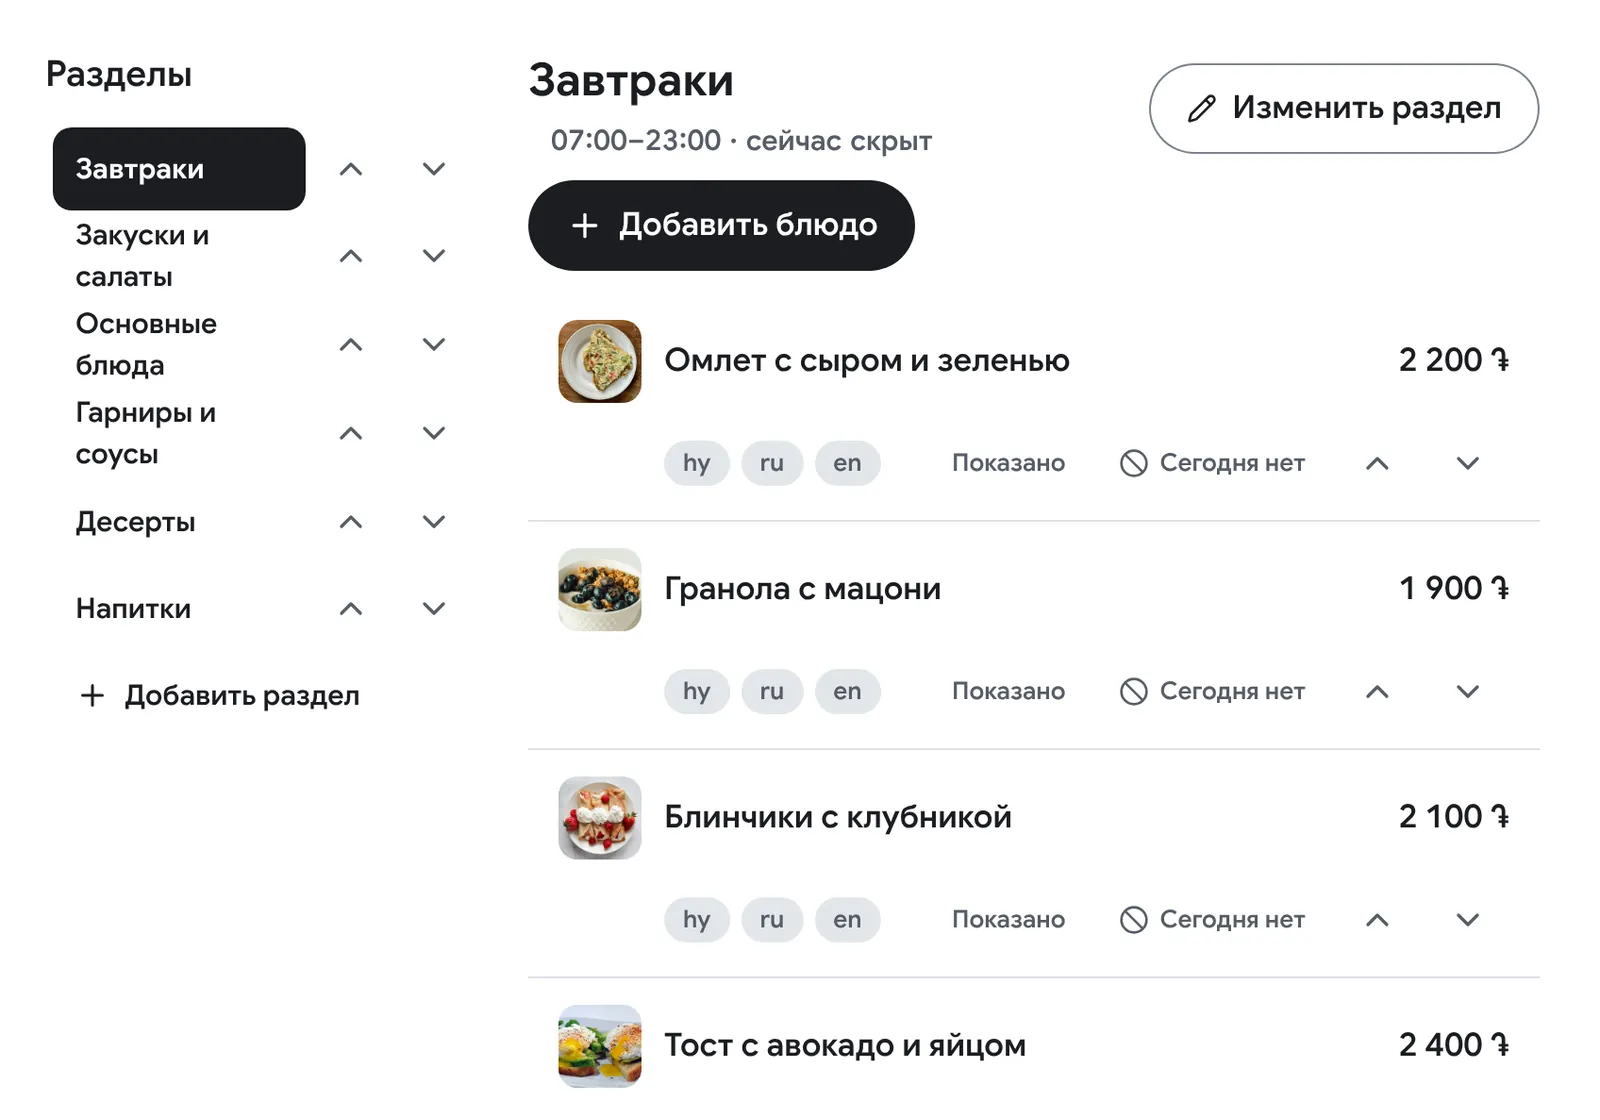 Разделы
Завтраки
Закуски и
салаты
Основные
блюда
Гарниры и
соусы
Десерты
Напитки
+ Добавить раздел
Завтраки
07:00–23:00 · сейчас скрыт
Изменить раздел
+ Добавить блюдо
Омлет с сыром и зеленью 2 200 ֏
hy ru en Показано Сегодня нет
Гранола с мацони 1 900 ֏
hy ru en Показано Сегодня нет
Блинчики с клубникой 2 100 ֏
hy ru en Показано Сегодня нет
Тост с авокадо и яйцом 2 400 ֏